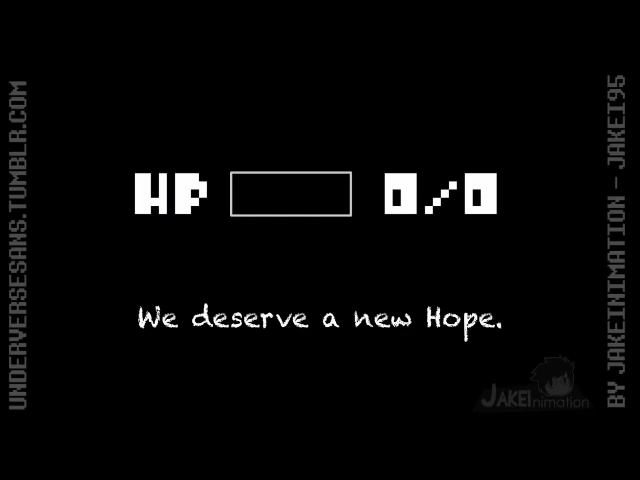 UNDERVERSESANS.TUMBLR.COM
HP 0/0
We deserve a new Hope.
JAKEInimation
BY JAKEINIMATION - JAKEI95